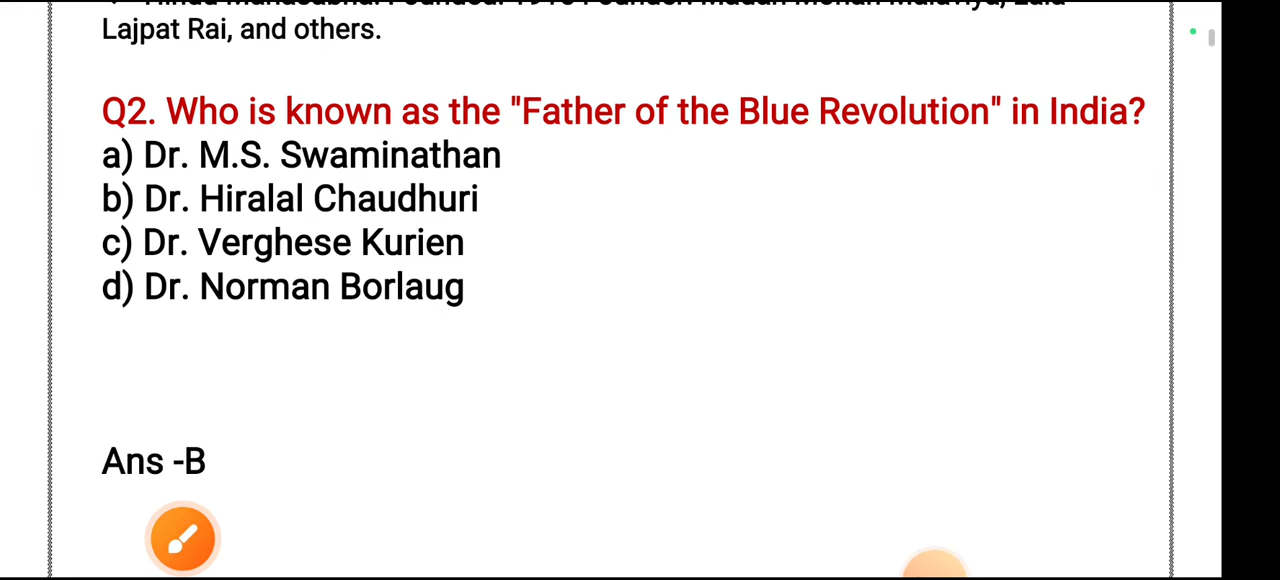 Lajpat Rai, and others.
Q2. Who is known as the "Father of the Blue Revolution" in India?
a) Dr. M.S. Swaminathan
b) Dr. Hiralal Chaudhuri
c) Dr. Verghese Kurien
d) Dr. Norman Borlaug
Ans -B